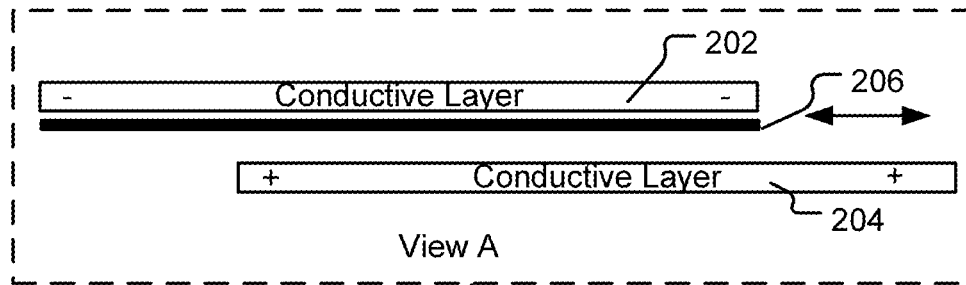 202
- Conductive Layer -
206
+ Conductive Layer +
204
View A